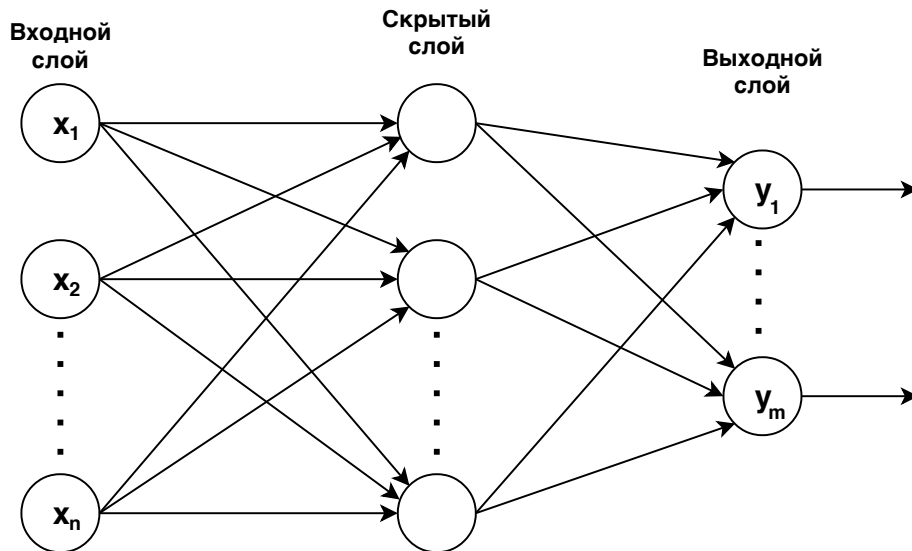 Входной
слой
Скрытый
слой
Выходной
слой
x₁
x₂
xₙ
y₁
yₘ